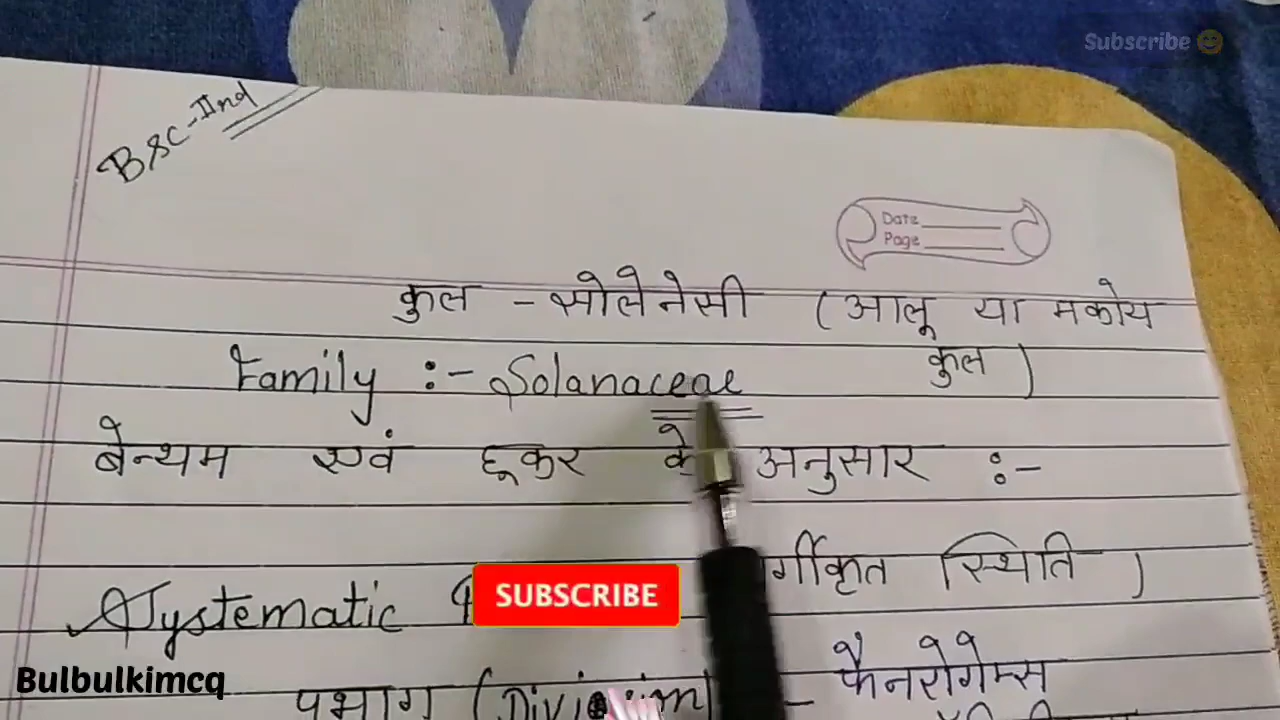 Subscribe 😊
BSC-IInd
Date
Page
कुल - सोलेनेसी (आलू या मकोय
कुल)
Family :- Solanaceae
बेन्थम एवं हूकर के अनुसार :-
Systematic
र्गीकृत स्थिति )
SUBSCRIBE
Bulbulkimcq
प्रभाग (Division) - फैनरोगेम्स